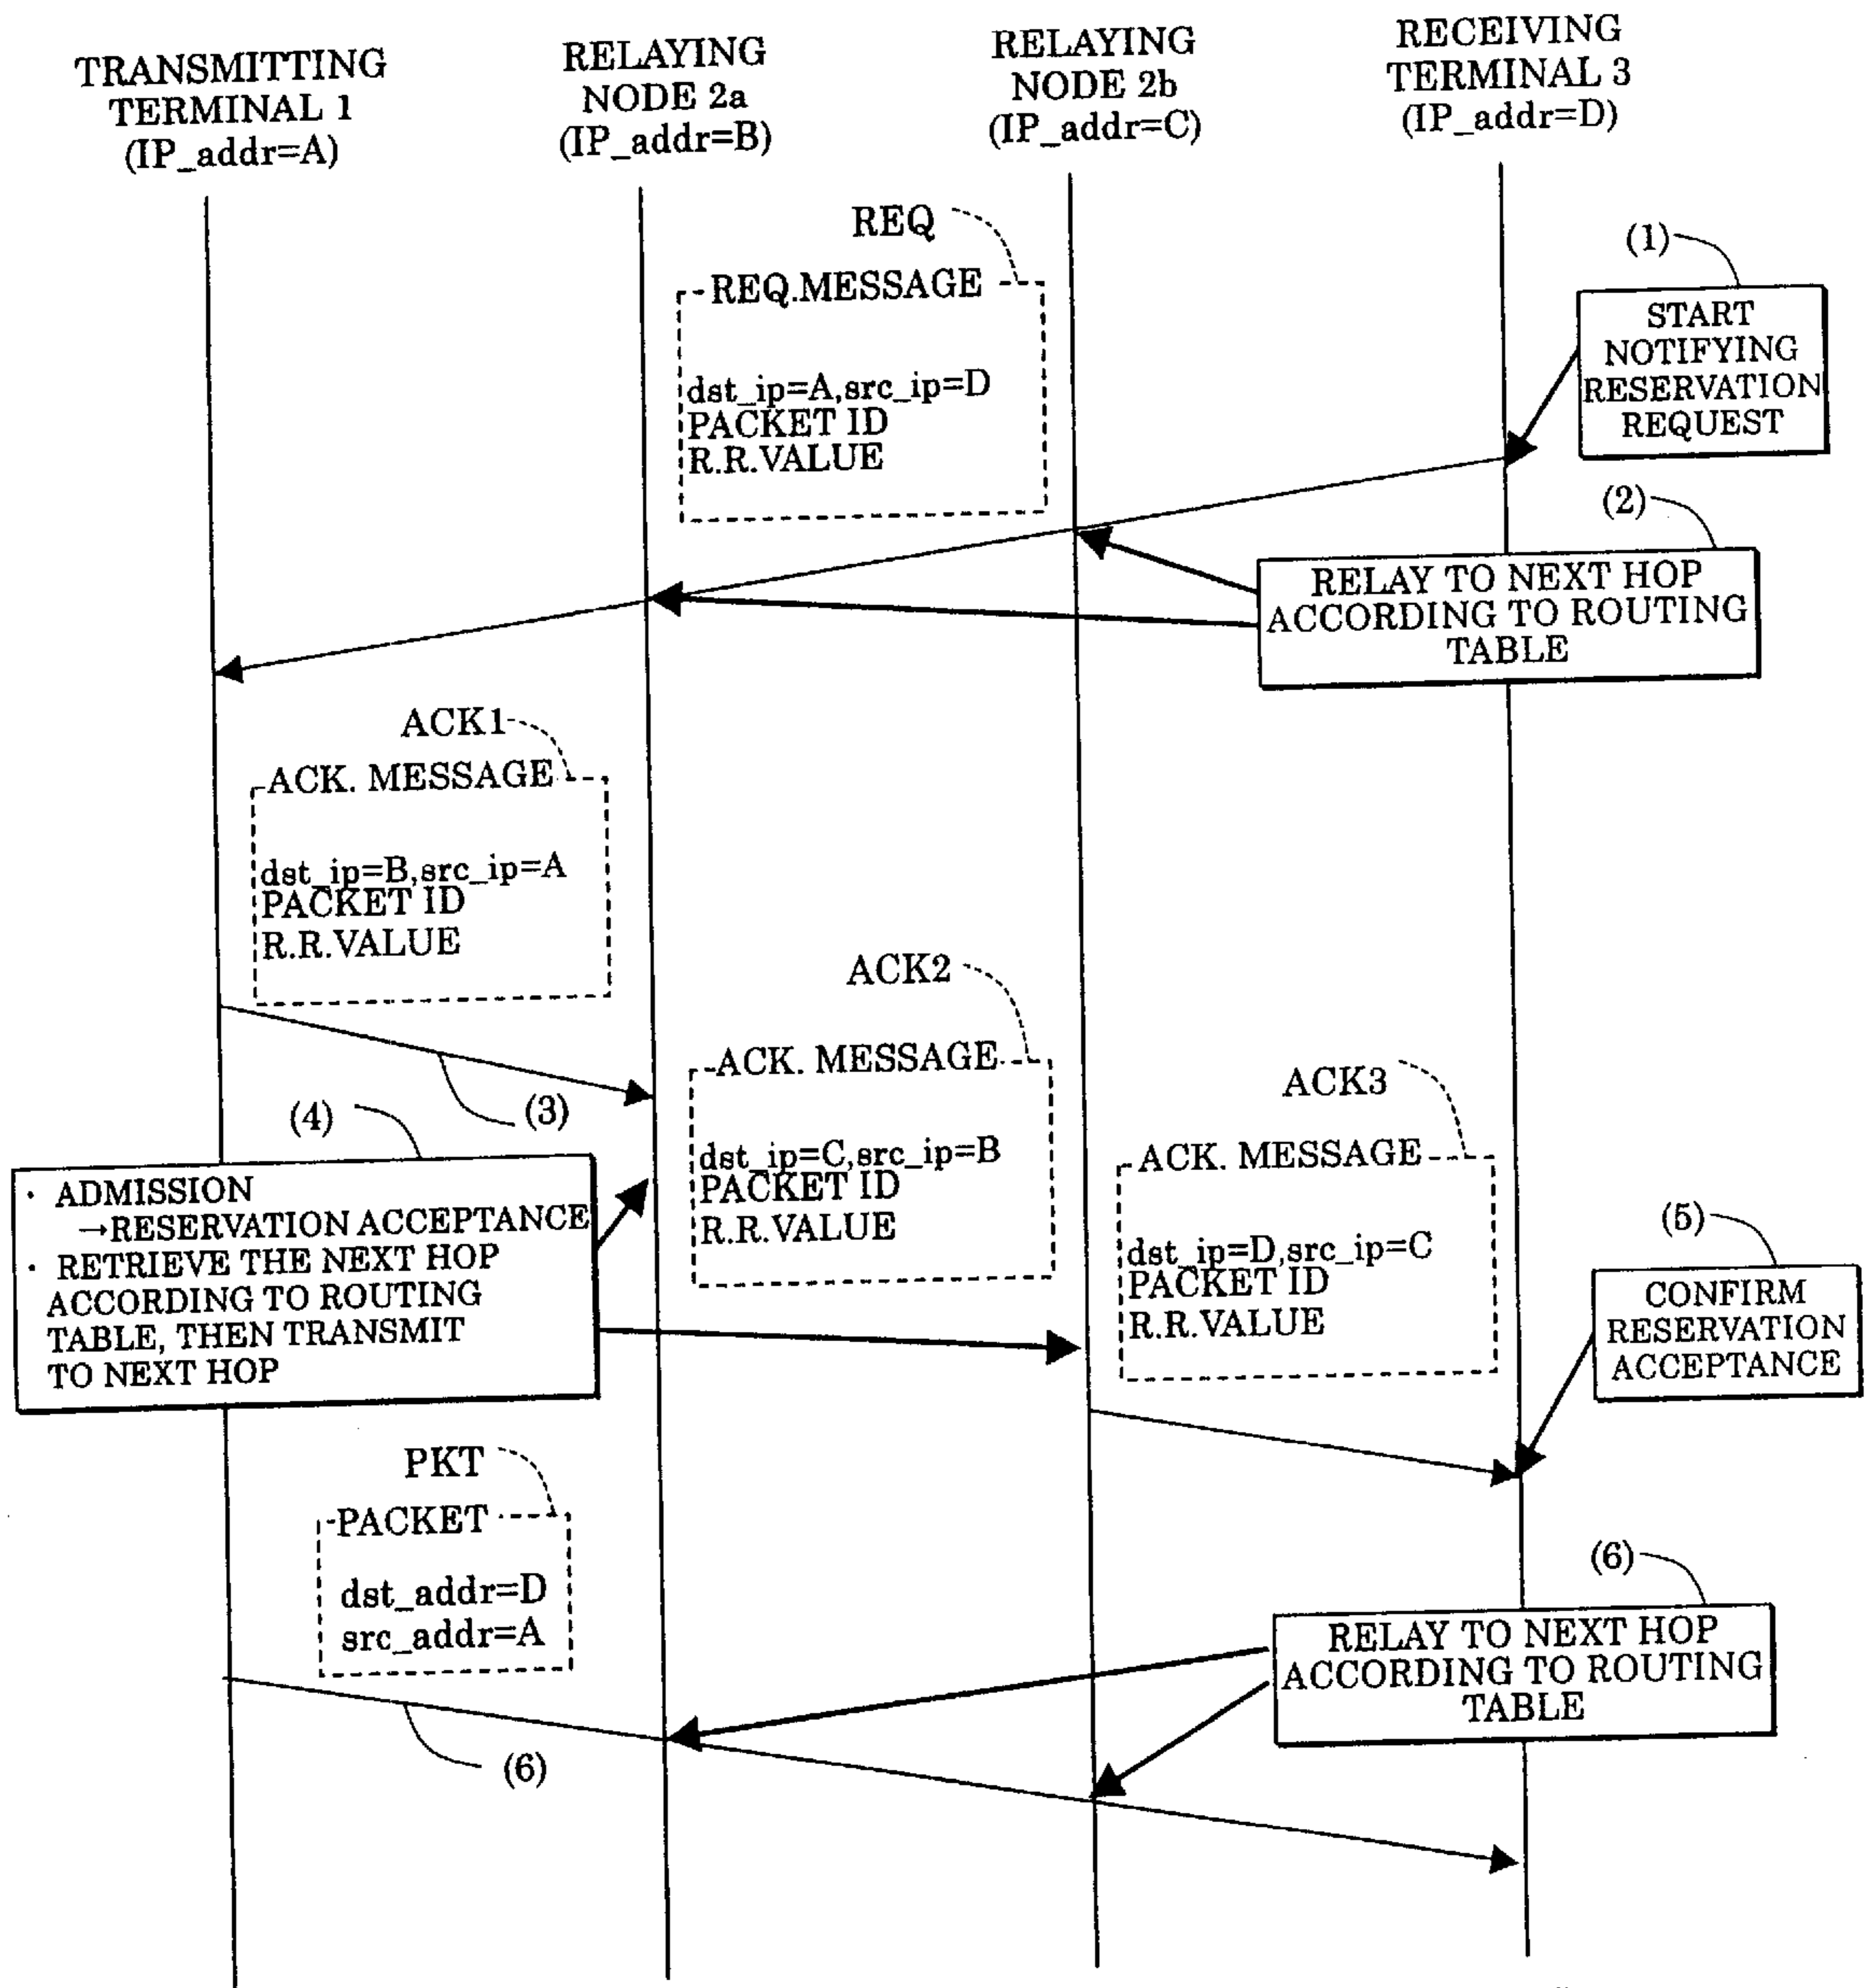 TRANSMITTING
TERMINAL 1
(IP_addr=A)
RELAYING
NODE 2a
(IP_addr=B)
RELAYING
NODE 2b
(IP_addr=C)
RECEIVING
TERMINAL 3
(IP_addr=D)
REQ
REQ.MESSAGE
dst_ip=A,src_ip=D
PACKET ID
R.R.VALUE
(1)
START
NOTIFYING
RESERVATION
REQUEST
(2)
RELAY TO NEXT HOP
ACCORDING TO ROUTING
TABLE
ACK1
ACK. MESSAGE
dst_ip=B,src_ip=A
PACKET ID
R.R.VALUE
(3)
ACK2
ACK. MESSAGE
dst_ip=C,src_ip=B
PACKET ID
R.R.VALUE
ACK3
ACK. MESSAGE
dst_ip=D,src_ip=C
PACKET ID
R.R.VALUE
(4)
· ADMISSION
→RESERVATION ACCEPTANCE
· RETRIEVE THE NEXT HOP
ACCORDING TO ROUTING
TABLE, THEN TRANSMIT
TO NEXT HOP
(5)
CONFIRM
RESERVATION
ACCEPTANCE
PKT
PACKET
dst_addr=D
src_addr=A
(6)
(6)
RELAY TO NEXT HOP
ACCORDING TO ROUTING
TABLE